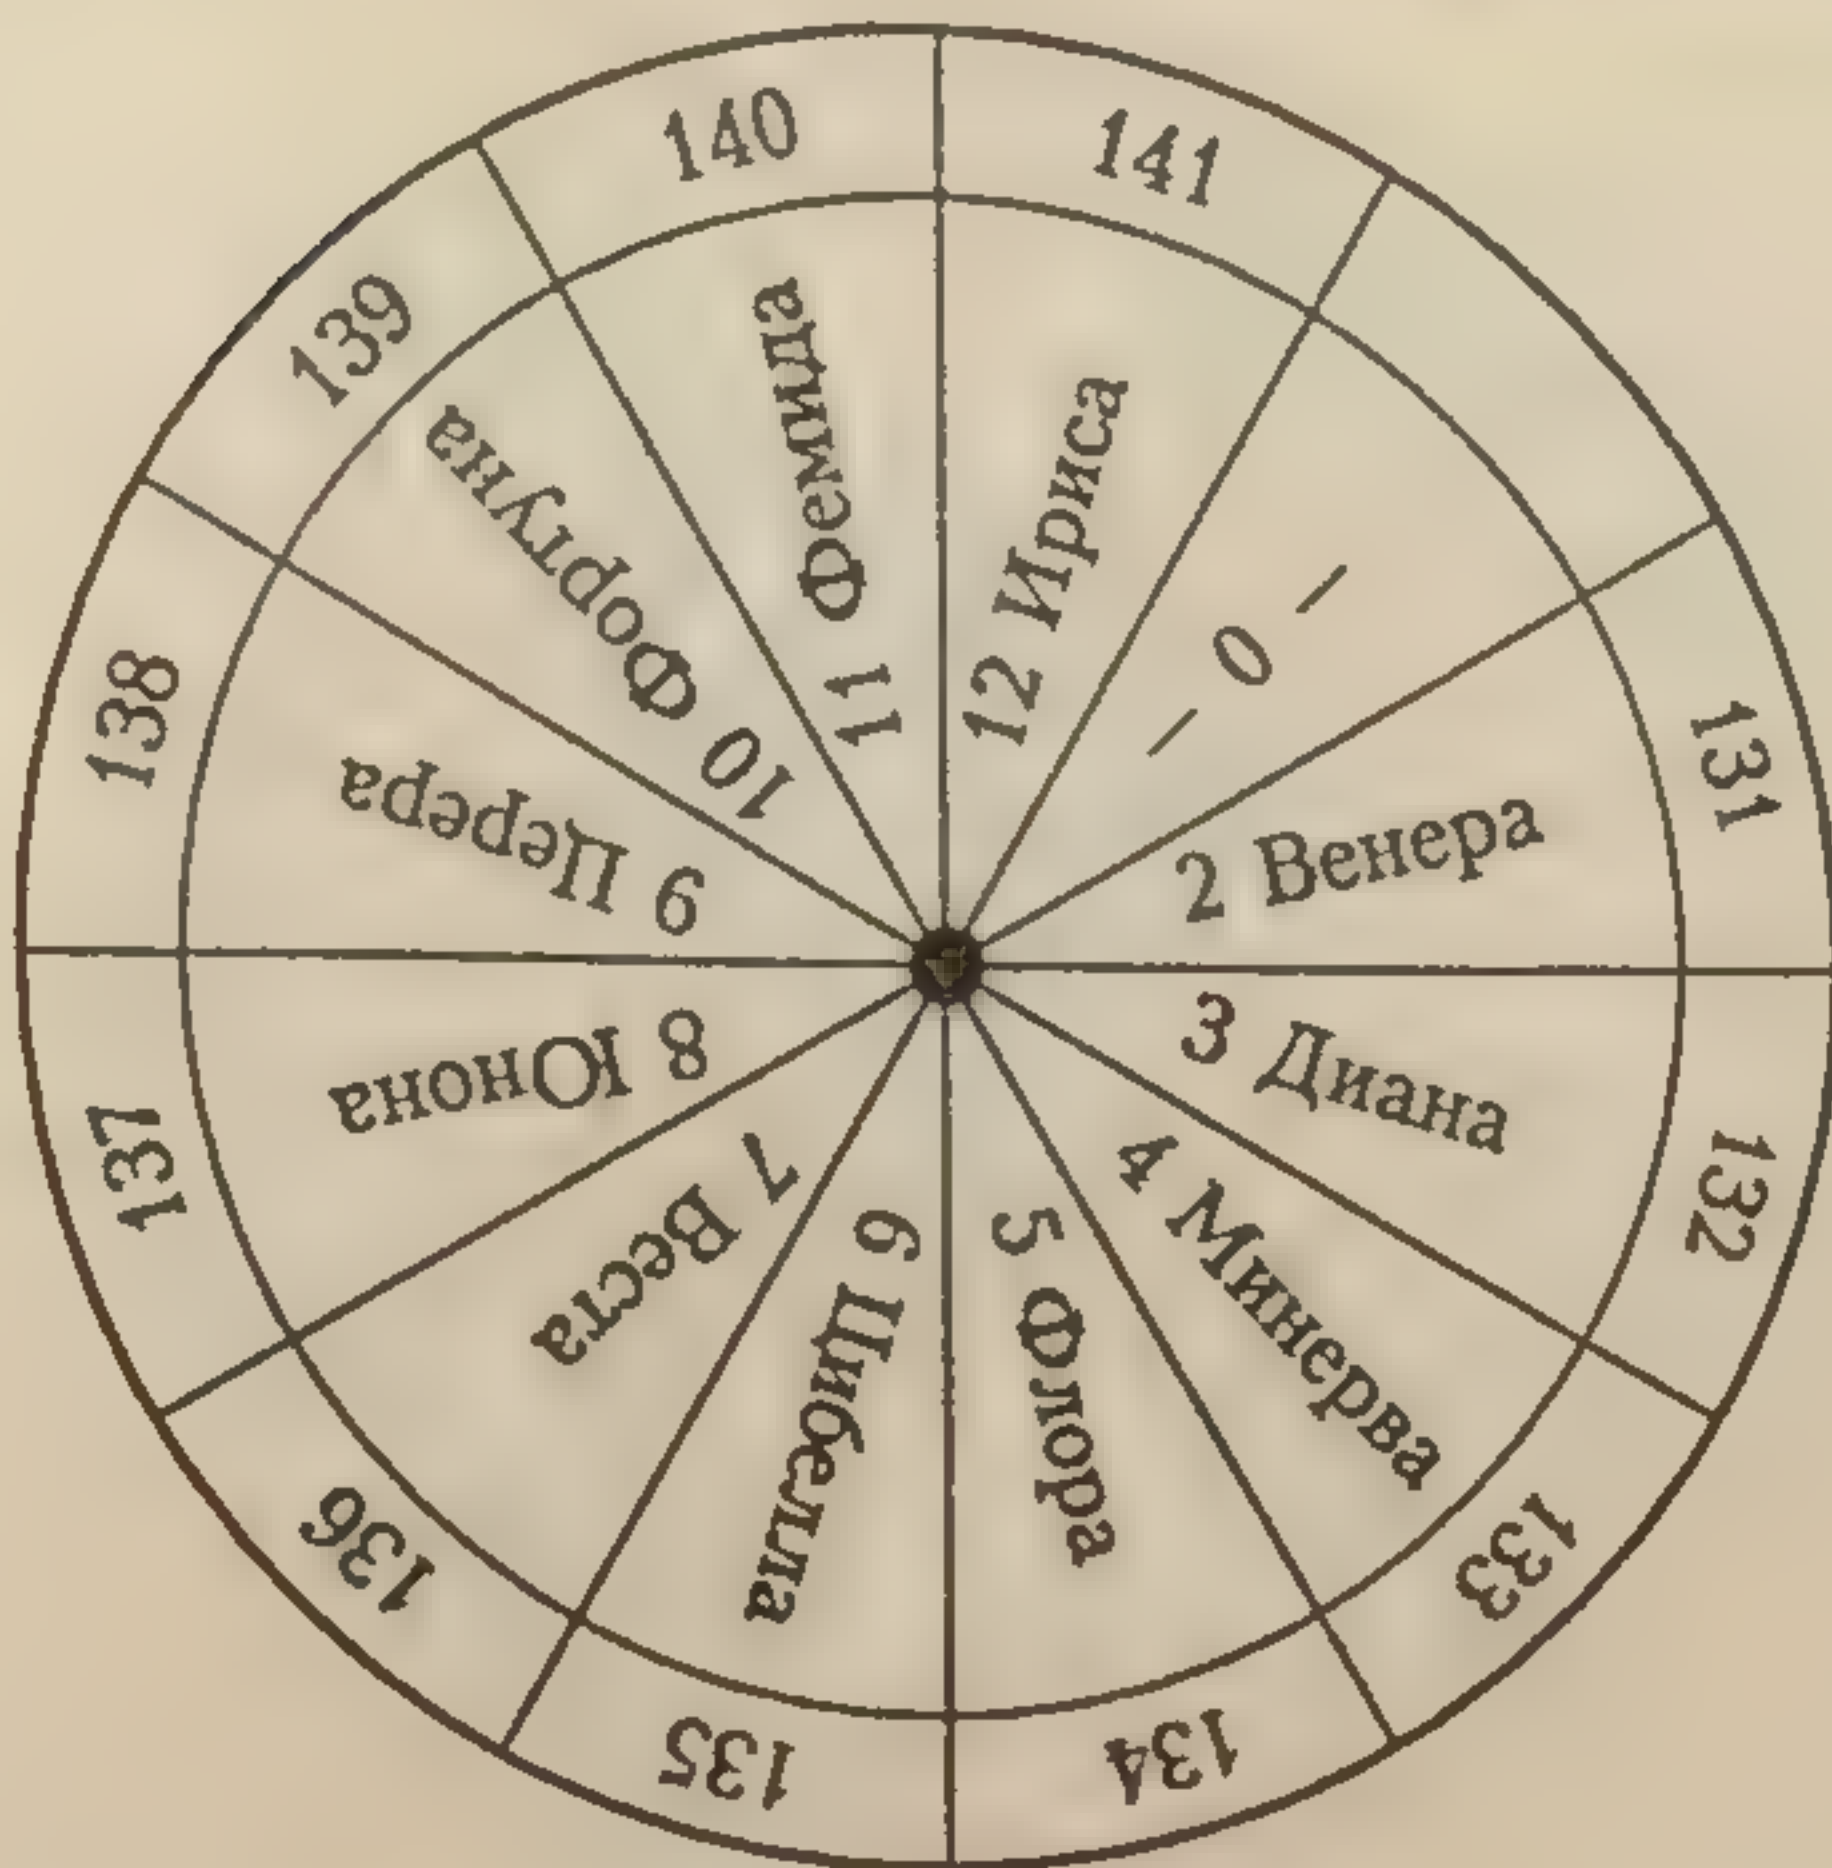 – 0 –
131
2 Венера
132
3 Диана
133
4 Минерва
134
5 Флора
135
6 Цибелла
136
7 Веста
137
8 Юнона
138
9 Церера
139
10 Фортуна
140
11 Фемида
141
12 Ириса